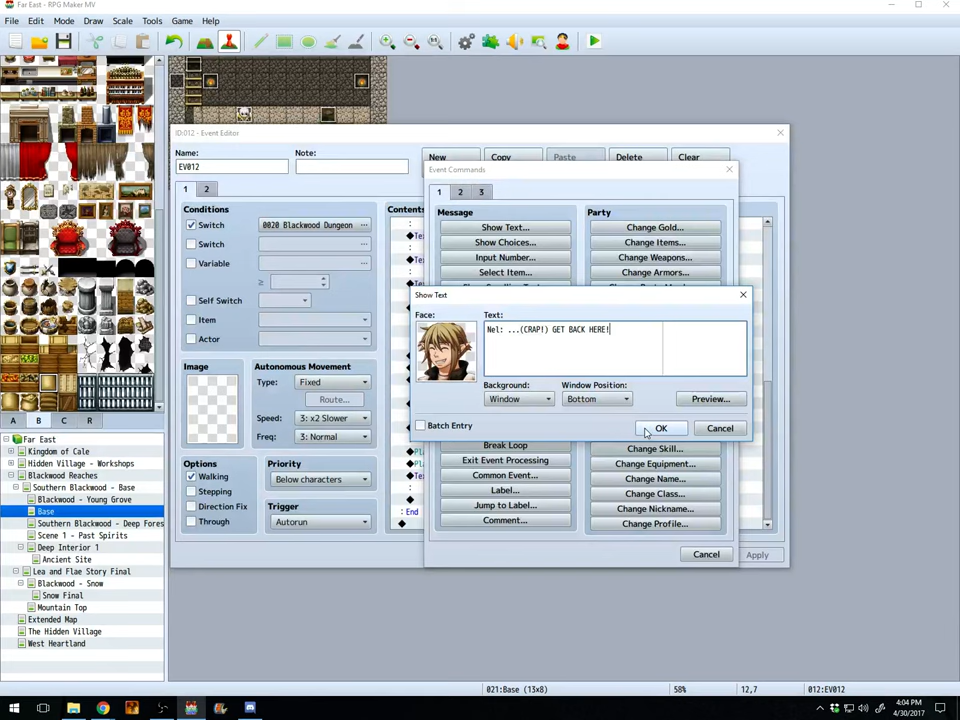 Far East - RPG Maker MV
File Edit Mode Draw Scale Tools Game Help
ID:012 - Event Editor
Name: Note:
EV012
New Copy Paste Delete Clear
1 2
Conditions
Switch 0020 Blackwood Dungeon ...
Switch ...
Variable ...
≥
Self Switch
Item
Actor
Image
Autonomous Movement
Type: Fixed
Route...
Speed: 3: x2 Slower
Freq: 3: Normal
Options
Walking
Stepping
Direction Fix
Through
Priority
Below characters
Trigger
Autorun
Contents
: End
Event Commands
1 2 3
Message Party
Show Text... Change Gold...
Show Choices... Change Items...
Input Number... Change Weapons...
Select Item... Change Armors...
Show Text
Face: Text:
Nel: ...(CRAP!) GET BACK HERE!
Background: Window Position:
Window Bottom Preview...
Batch Entry OK Cancel
Break Loop Change Skill...
Exit Event Processing Change Equipment...
Common Event... Change Name...
Label... Change Class...
Jump to Label... Change Nickname...
Comment... Change Profile...
Cancel Apply
A B C R
Far East
Kingdom of Cale
Hidden Village - Workshops
Blackwood Reaches
Southern Blackwood - Base
Blackwood - Young Grove
Base
Southern Blackwood - Deep Fores
Scene 1 - Past Spirits
Deep Interior 1
Ancient Site
Lea and Flae Story Final
Blackwood - Snow
Snow Final
Mountain Top
Extended Map
The Hidden Village
West Heartland
021:Base (13x8) 58% 12,7 012:EV012
4:04 PM
4/30/2017